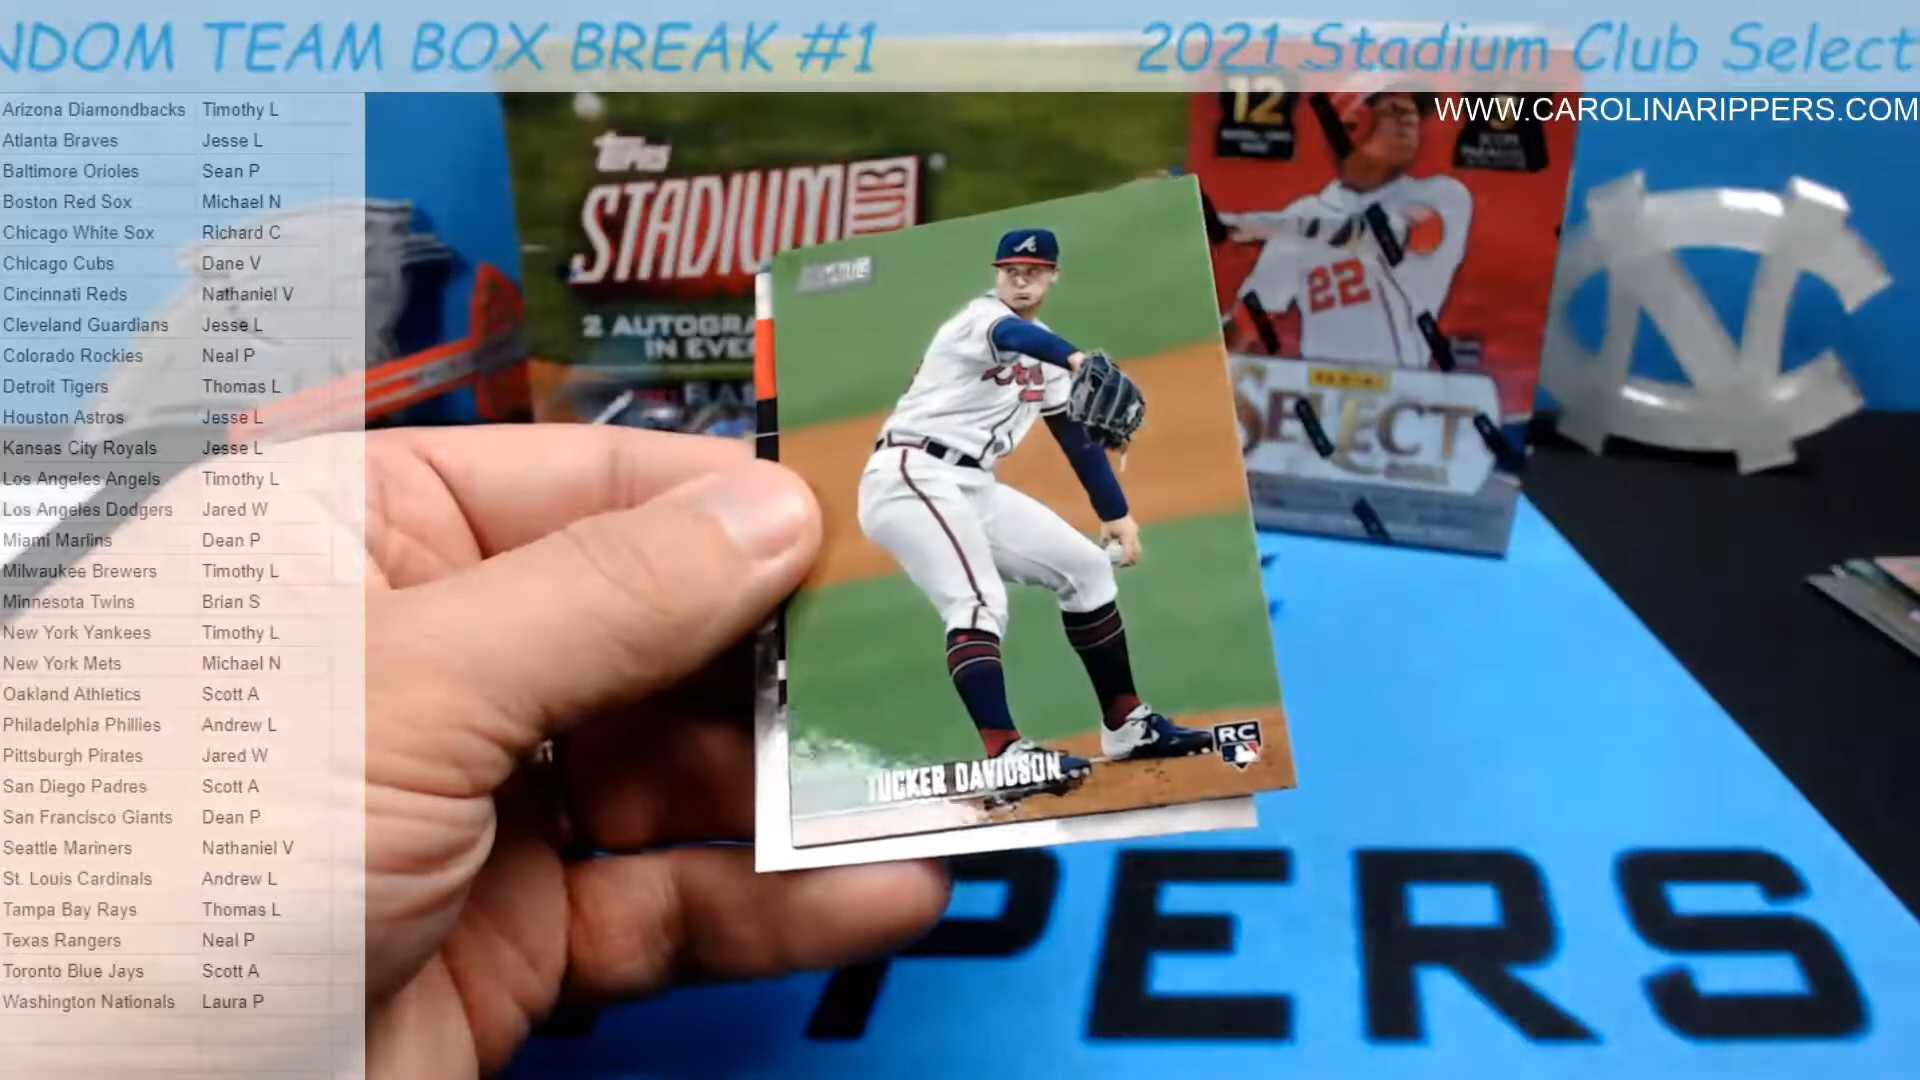 NDOM TEAM BOX BREAK #1 2021 Stadium Club Select
WWW.CAROLINARIPPERS.COM
Arizona Diamondbacks Timothy L
Atlanta Braves Jesse L
Baltimore Orioles Sean P
Boston Red Sox Michael N
Chicago White Sox Richard C
Chicago Cubs Dane V
Cincinnati Reds Nathaniel V
Cleveland Guardians Jesse L
Colorado Rockies Neal P
Detroit Tigers Thomas L
Houston Astros Jesse L
Kansas City Royals Jesse L
Los Angeles Angels Timothy L
Los Angeles Dodgers Jared W
Miami Marlins Dean P
Milwaukee Brewers Timothy L
Minnesota Twins Brian S
New York Yankees Timothy L
New York Mets Michael N
Oakland Athletics Scott A
Philadelphia Phillies Andrew L
Pittsburgh Pirates Jared W
San Diego Padres Scott A
San Francisco Giants Dean P
Seattle Mariners Nathaniel V
St. Louis Cardinals Andrew L
Tampa Bay Rays Thomas L
Texas Rangers Neal P
Toronto Blue Jays Scott A
Washington Nationals Laura P
Topps
STADIUM
CLUB
2 AUTOGRA
IN EVE
12
22
PANINI
SELECT
NC
A
TUCKER DAVIDSON
RC
PPERS